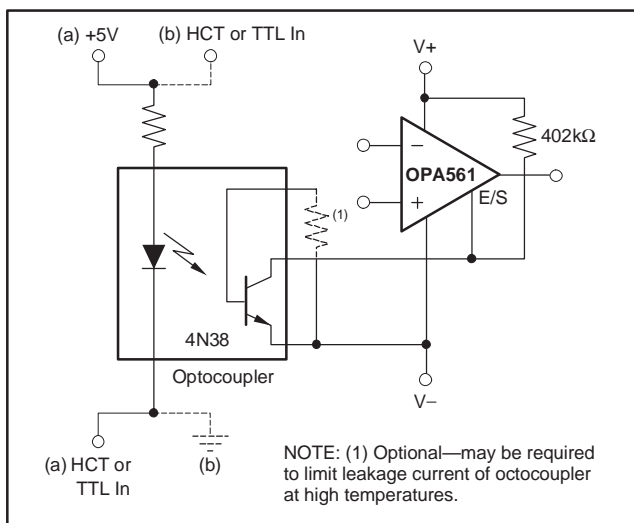 (a) +5V
(b) HCT or TTL In
V+
402kΩ
−
OPA561
+
E/S
(1)
4N38
Optocoupler
V−
(a) HCT or
TTL In
(b)
NOTE: (1) Optional—may be required
to limit leakage current of octocoupler
at high temperatures.